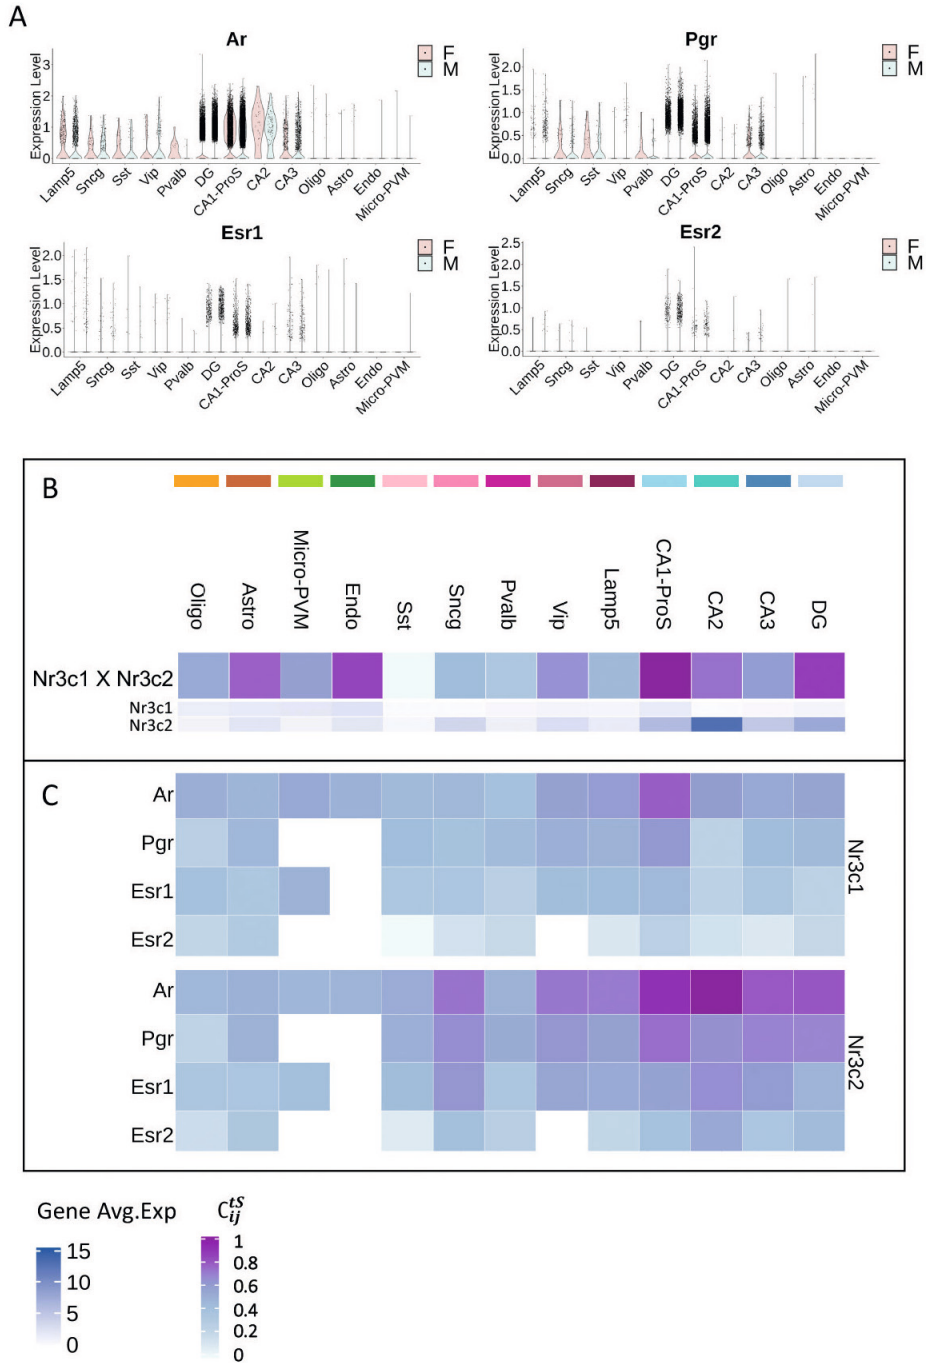 A
Ar
Expression Level
3
2
1
0
Lamp5
Sncg
Sst
Vip
Pvalb
DG
CA1-ProS
CA2
CA3
Oligo
Astro
Endo
Micro-PVM
F
M
Pgr
Expression Level
2.0
1.5
1.0
0.5
0.0
Lamp5
Sncg
Sst
Vip
Pvalb
DG
CA1-ProS
CA2
CA3
Oligo
Astro
Endo
Micro-PVM
F
M
Esr1
Expression Level
2.0
1.5
1.0
0.5
0.0
Lamp5
Sncg
Sst
Vip
Pvalb
DG
CA1-ProS
CA2
CA3
Oligo
Astro
Endo
Micro-PVM
F
M
Esr2
Expression Level
2.5
2.0
1.5
1.0
0.5
0.0
Lamp5
Sncg
Sst
Vip
Pvalb
DG
CA1-ProS
CA2
CA3
Oligo
Astro
Endo
Micro-PVM
F
M
B
Oligo
Astro
Micro-PVM
Endo
Sst
Sncg
Pvalb
Vip
Lamp5
CA1-ProS
CA2
CA3
DG
Nr3c1 X Nr3c2
Nr3c1
Nr3c2
C
Ar
Pgr
Esr1
Esr2
Nr3c1
Ar
Pgr
Esr1
Esr2
Nr3c2
Gene Avg.Exp
15
10
5
0
C_{ij}^{tS}
1
0.8
0.6
0.4
0.2
0